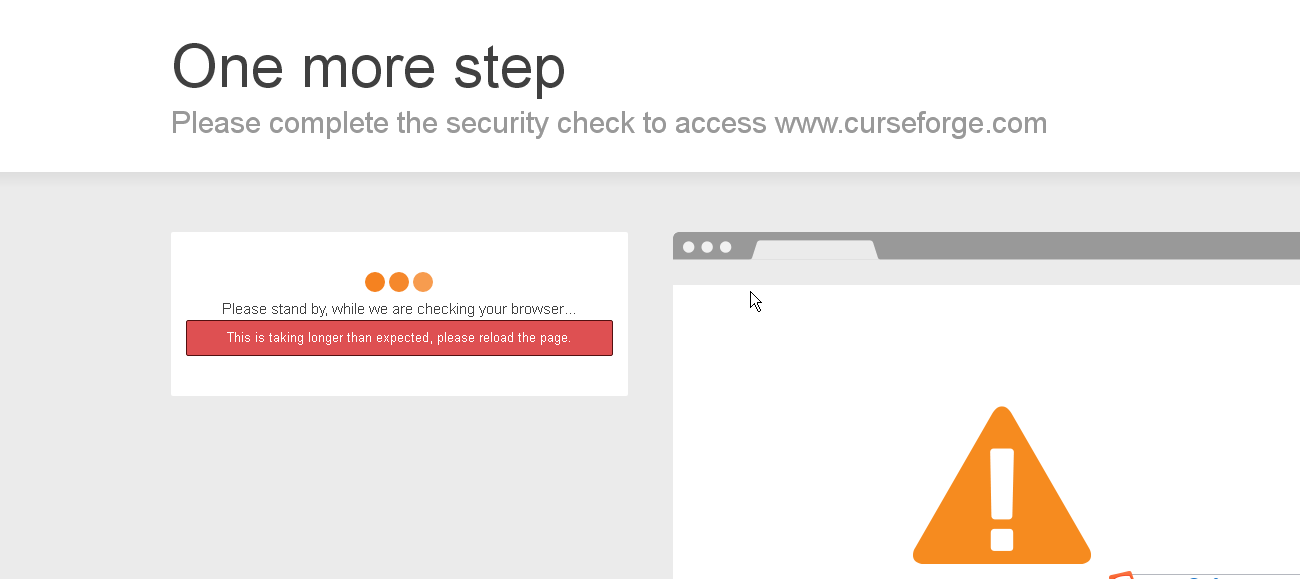 One more step
Please complete the security check to access www.curseforge.com
Please stand by, while we are checking your browser...
This is taking longer than expected, please reload the page.